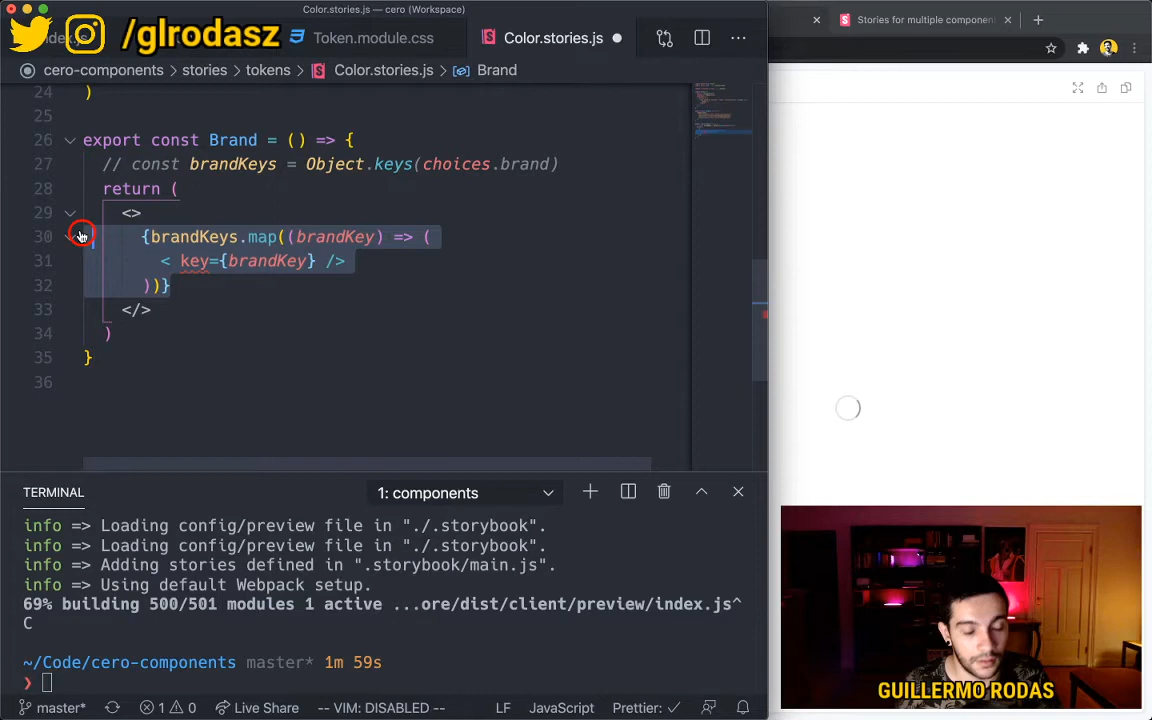 Color.stories.js — cero (Workspace)
/glrodasz
Token.module.css
Color.stories.js
Stories for multiple componen
cero-components > stories > tokens > Color.stories.js > Brand
24 )
25
26 export const Brand = () => {
27 // const brandKeys = Object.keys(choices.brand)
28 return (
29 <>
30 {brandKeys.map((brandKey) => (
31 < key={brandKey} />
32 ))}
33 </>
34 )
35 }
36
TERMINAL
1: components
info => Loading config/preview file in "./.storybook".
info => Loading config/preview file in "./.storybook".
info => Adding stories defined in ".storybook/main.js".
info => Using default Webpack setup.
69% building 500/501 modules 1 active ...ore/dist/client/preview/index.js^
C
~/Code/cero-components master* 1m 59s
❯
GUILLERMO RODAS
master* 1 0 Live Share -- VIM: DISABLED -- LF JavaScript Prettier: ✓